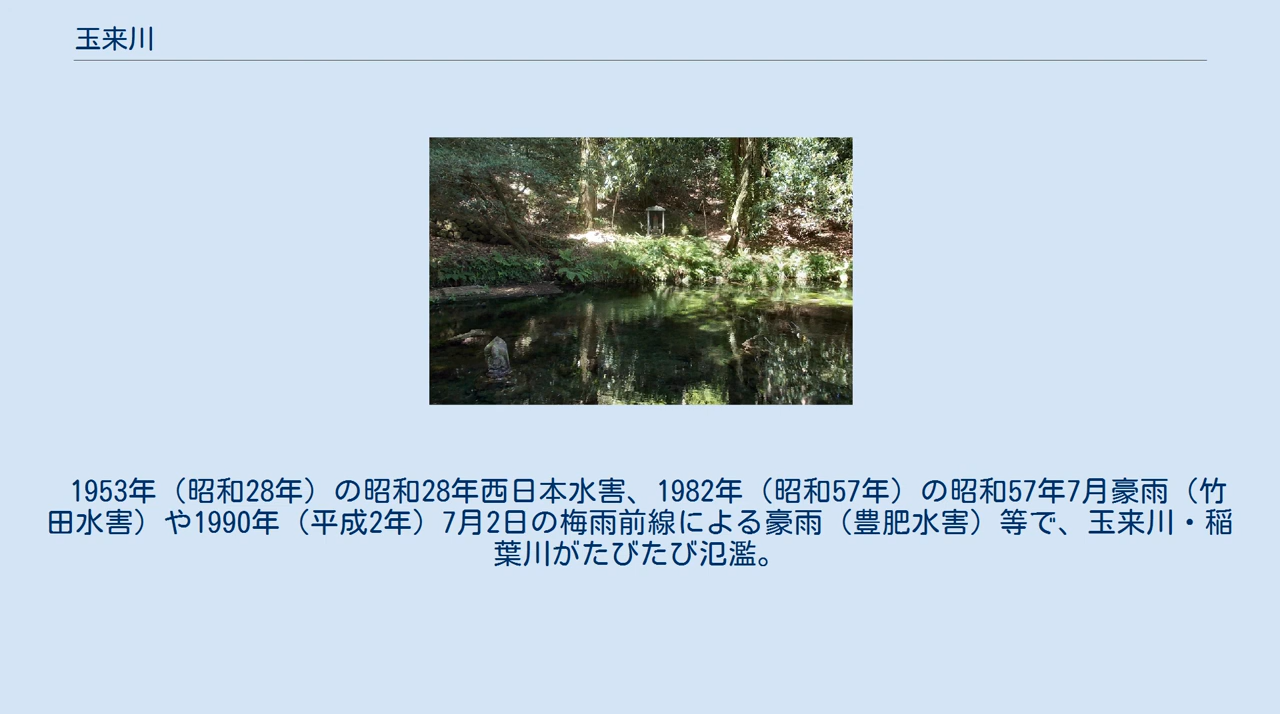 玉来川
1953年（昭和28年）の昭和28年西日本水害、1982年（昭和57年）の昭和57年7月豪雨（竹
田水害）や1990年（平成2年）7月2日の梅雨前線による豪雨（豊肥水害）等で、玉来川・稲
葉川がたびたび氾濫。